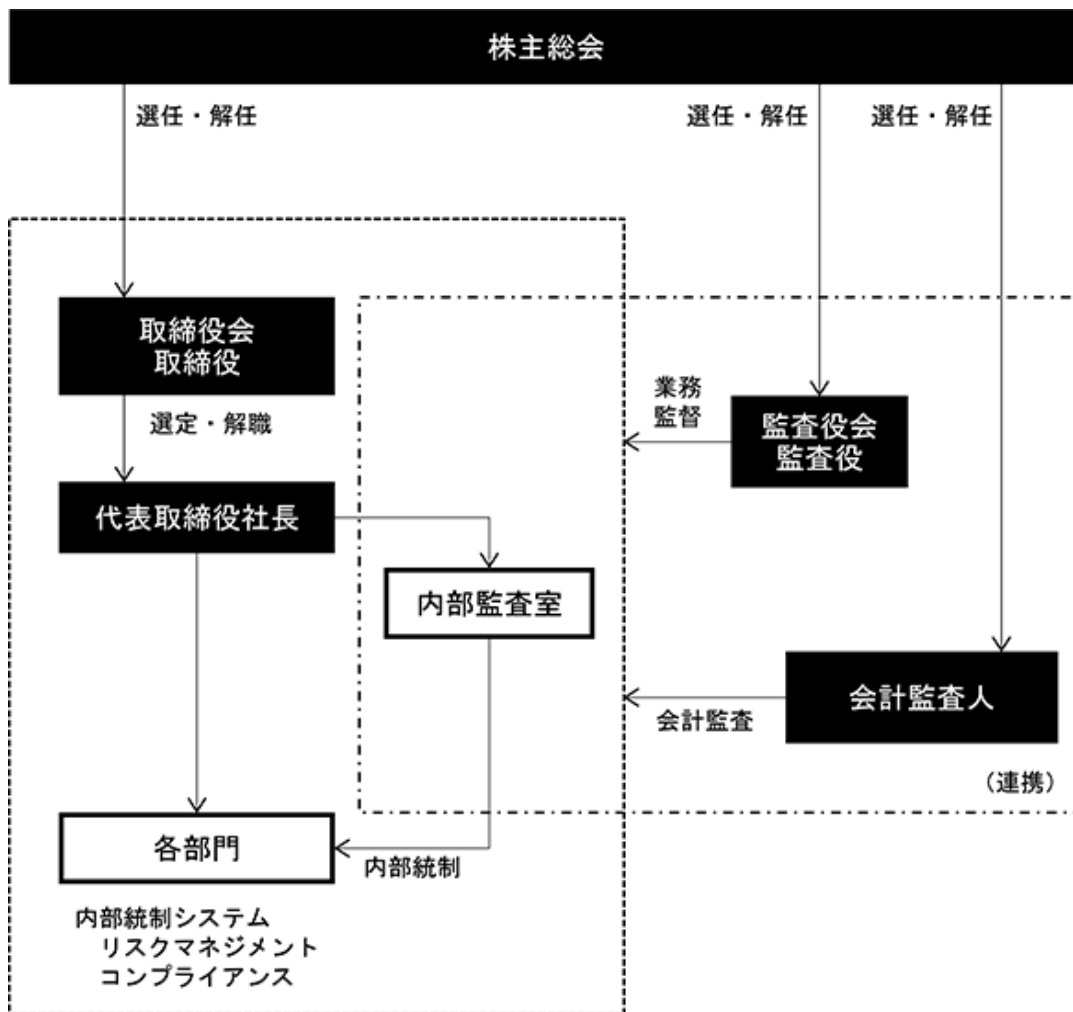 株主総会
選任・解任
選任・解任
選任・解任
取締役会
取締役
業務
監督
監査役会
監査役
選定・解職
代表取締役社長
内部監査室
会計監査人
会計監査
（連携）
各部門
内部統制
内部統制システム
リスクマネジメント
コンプライアンス